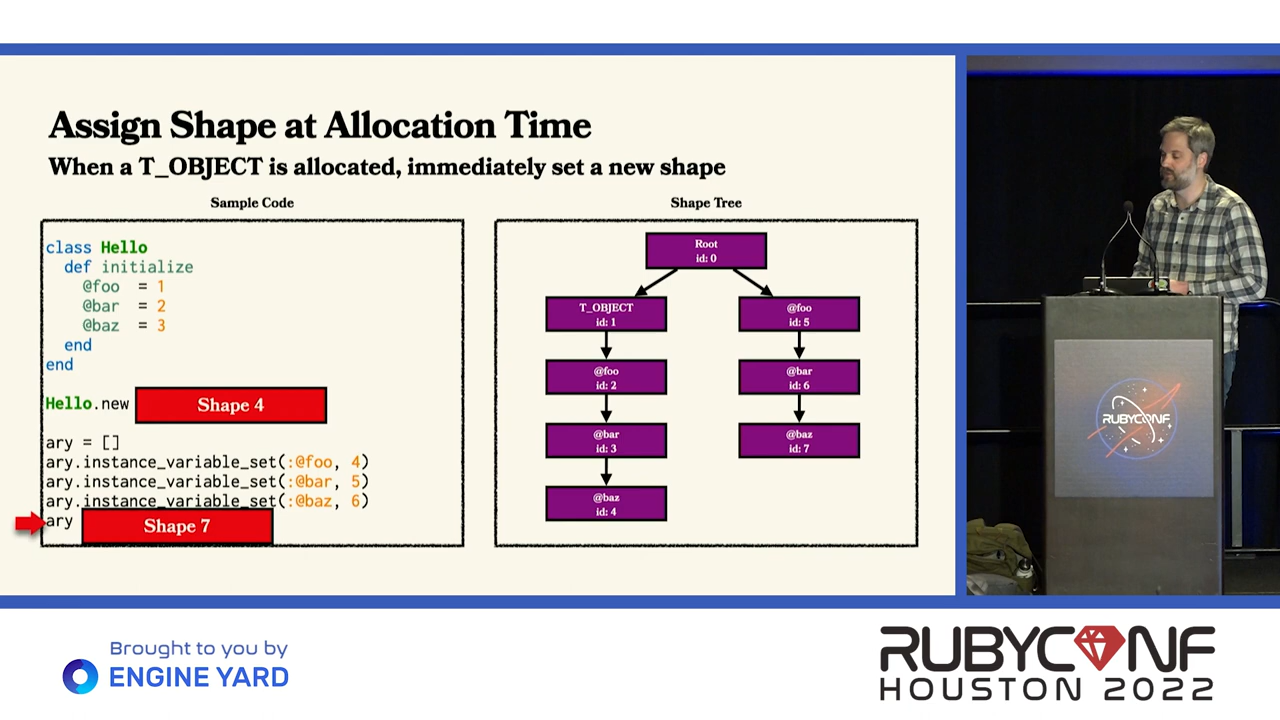 Assign Shape at Allocation Time
When a T_OBJECT is allocated, immediately set a new shape
Sample Code
class Hello
def initialize
@foo = 1
@bar = 2
@baz = 3
end
end
Hello.new
Shape 4
ary = []
ary.instance_variable_set(:@foo, 4)
ary.instance_variable_set(:@bar, 5)
ary.instance_variable_set(:@baz, 6)
ary
Shape 7
Shape Tree
Root
id: 0
T_OBJECT
id: 1
@foo
id: 2
@bar
id: 3
@baz
id: 4
@foo
id: 5
@bar
id: 6
@baz
id: 7
RUBYCONF
Brought to you by
ENGINE YARD
RUBYCONF
HOUSTON 2022